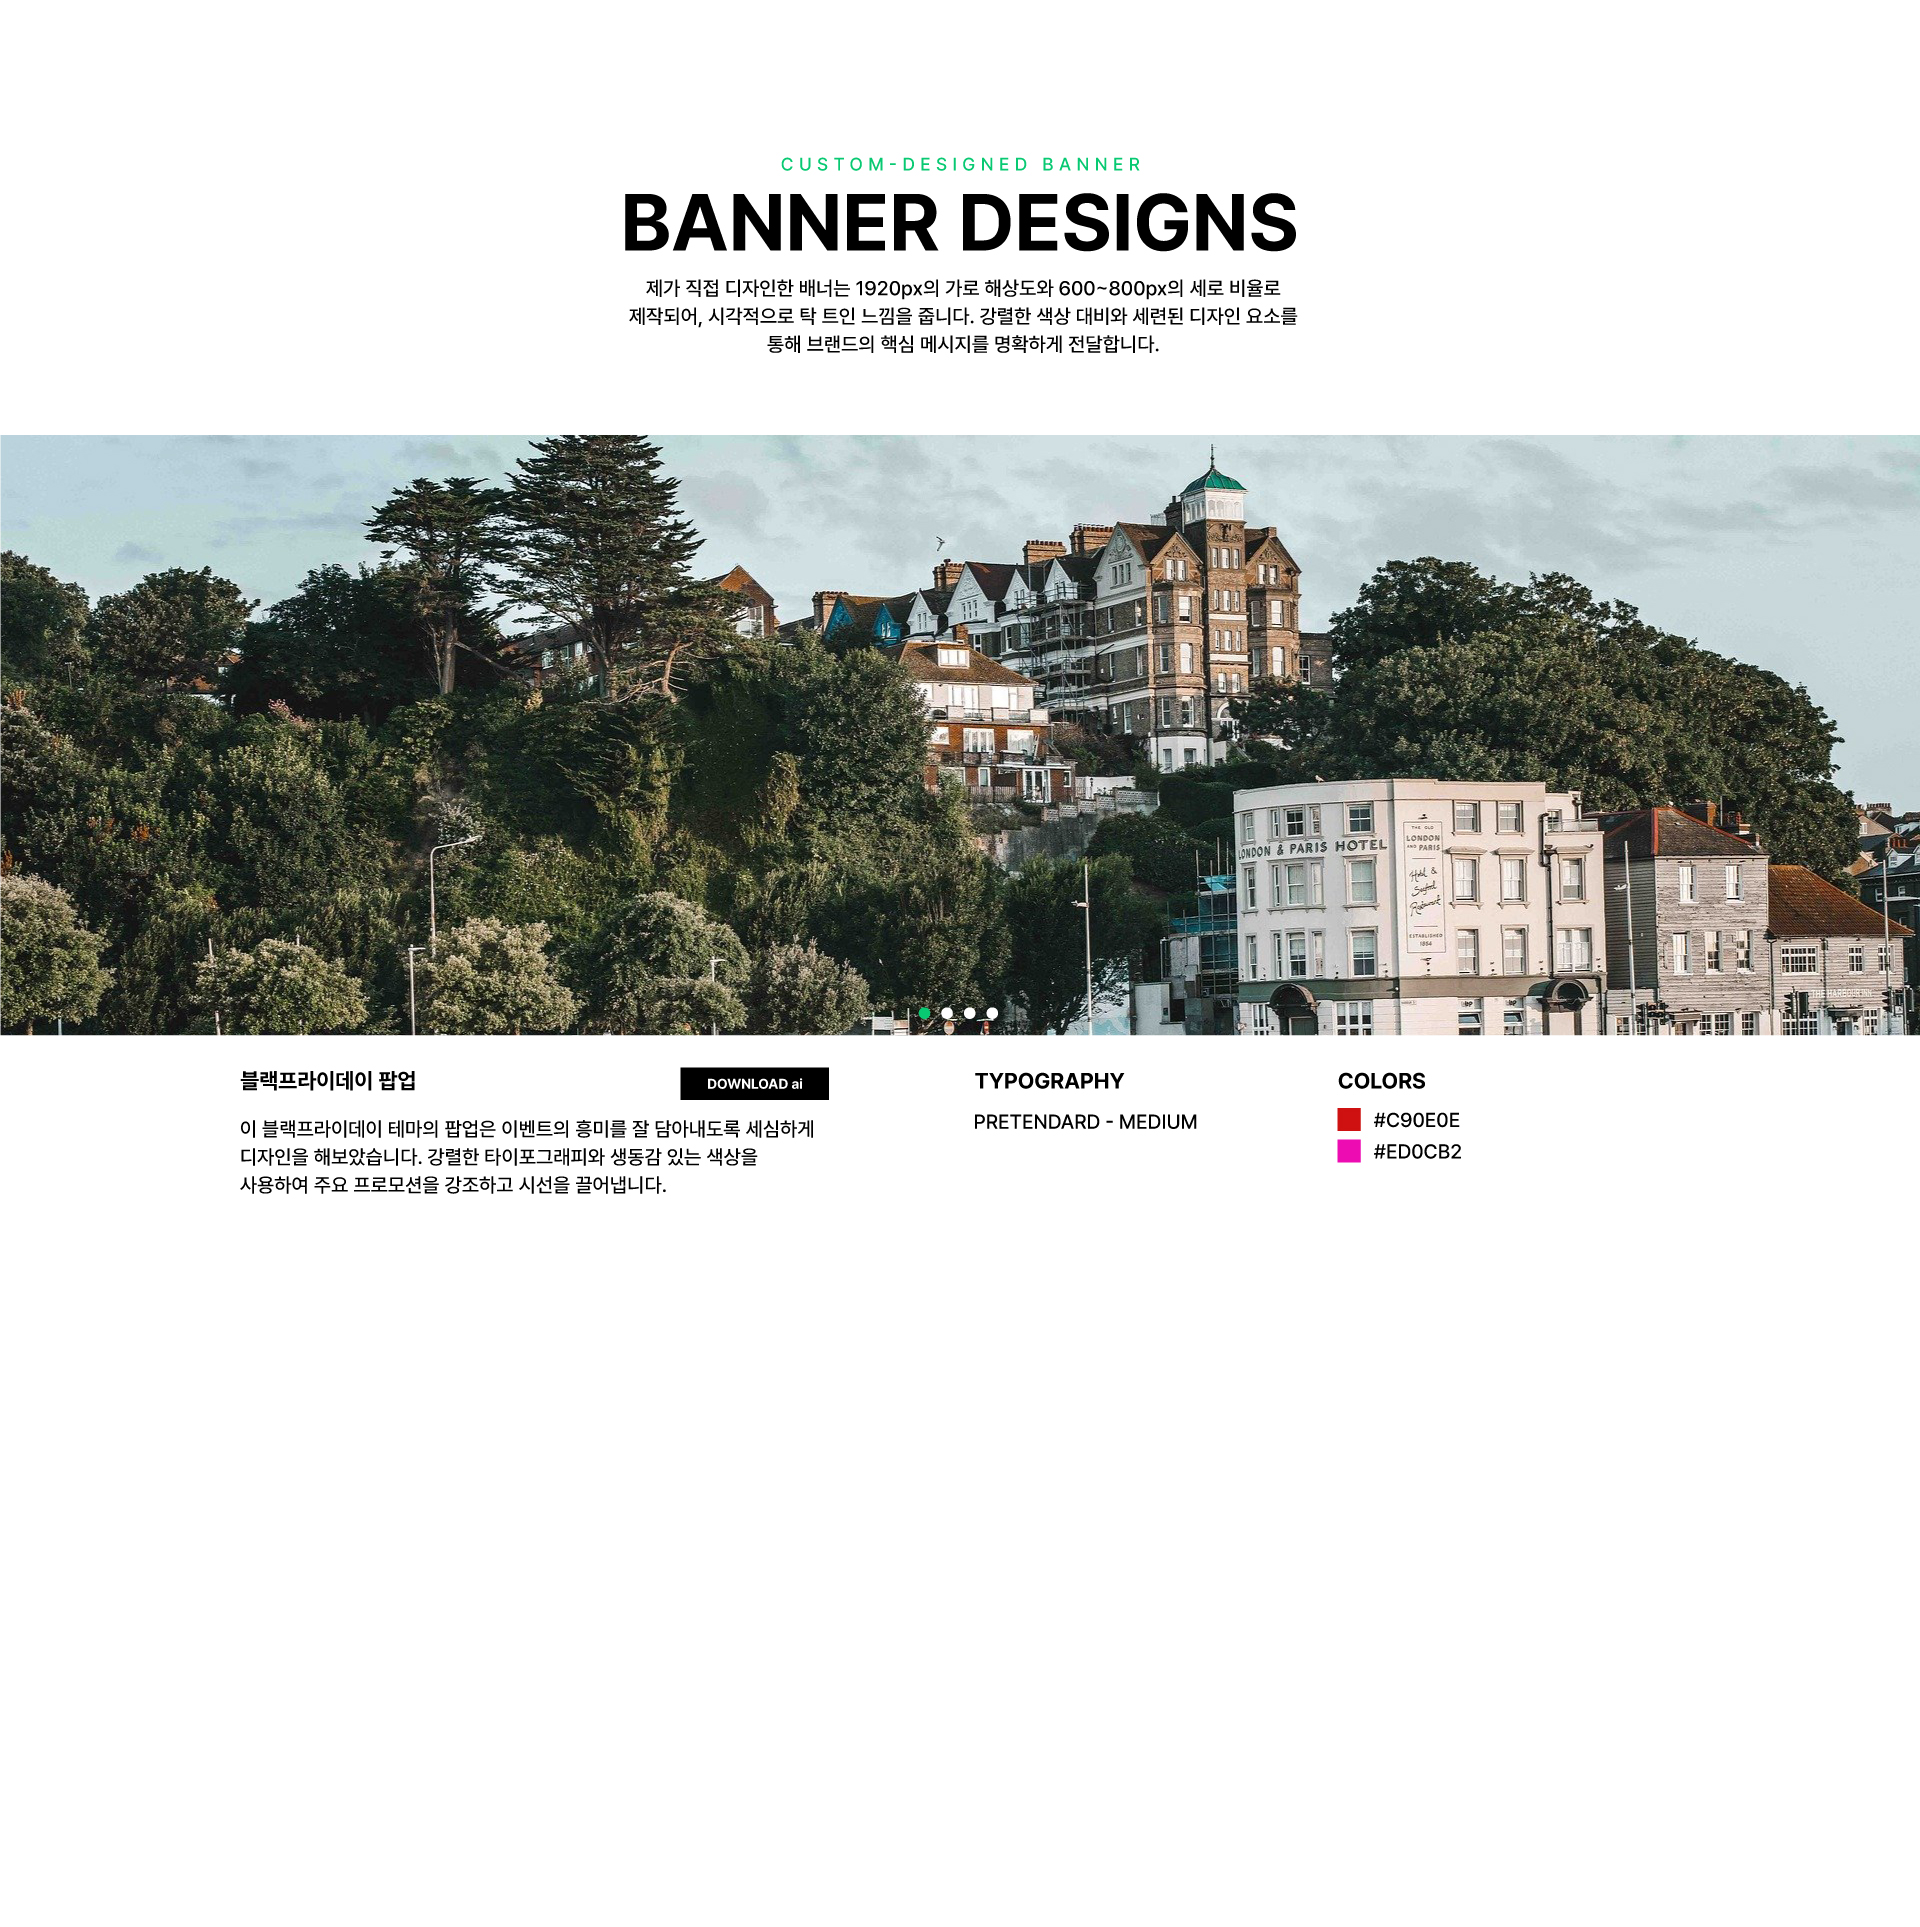 CUSTOM-DESIGNED BANNER
BANNER DESIGNS
제가 직접 디자인한 배너는 1920px의 가로 해상도와 600~800px의 세로 비율로
제작되어, 시각적으로 탁 트인 느낌을 줍니다. 강렬한 색상 대비와 세련된 디자인 요소를
통해 브랜드의 핵심 메시지를 명확하게 전달합니다.
LONDON & PARIS HOTEL
THE OLD
LONDON
AND PARIS
Hotel &
Seafood
Restaurant
ESTABLISHED
1864
THE HARBOUR INN
블랙프라이데이 팝업
DOWNLOAD ai
이 블랙프라이데이 테마의 팝업은 이벤트의 흥미를 잘 담아내도록 세심하게
디자인을 해보았습니다. 강렬한 타이포그래피와 생동감 있는 색상을
사용하여 주요 프로모션을 강조하고 시선을 끌어냅니다.
TYPOGRAPHY
PRETENDARD - MEDIUM
COLORS
#C90E0E
#ED0CB2